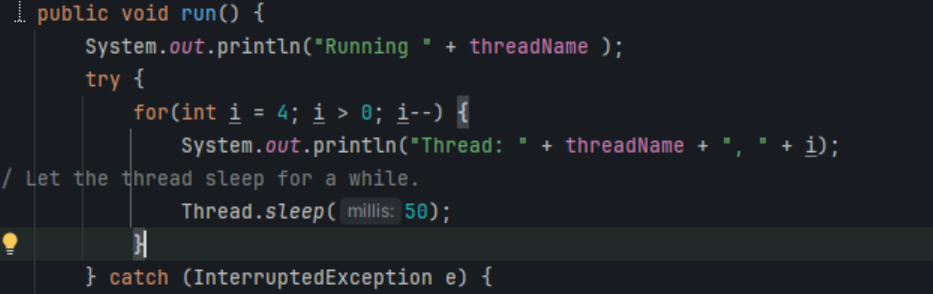 public void run() {
System.out.println("Running " + threadName );
try {
for(int i = 4; i > 0; i--) {
System.out.println("Thread: " + threadName + ", " + i);
/ Let the thread sleep for a while.
Thread.sleep( millis: 50);
}
} catch (InterruptedException e) {